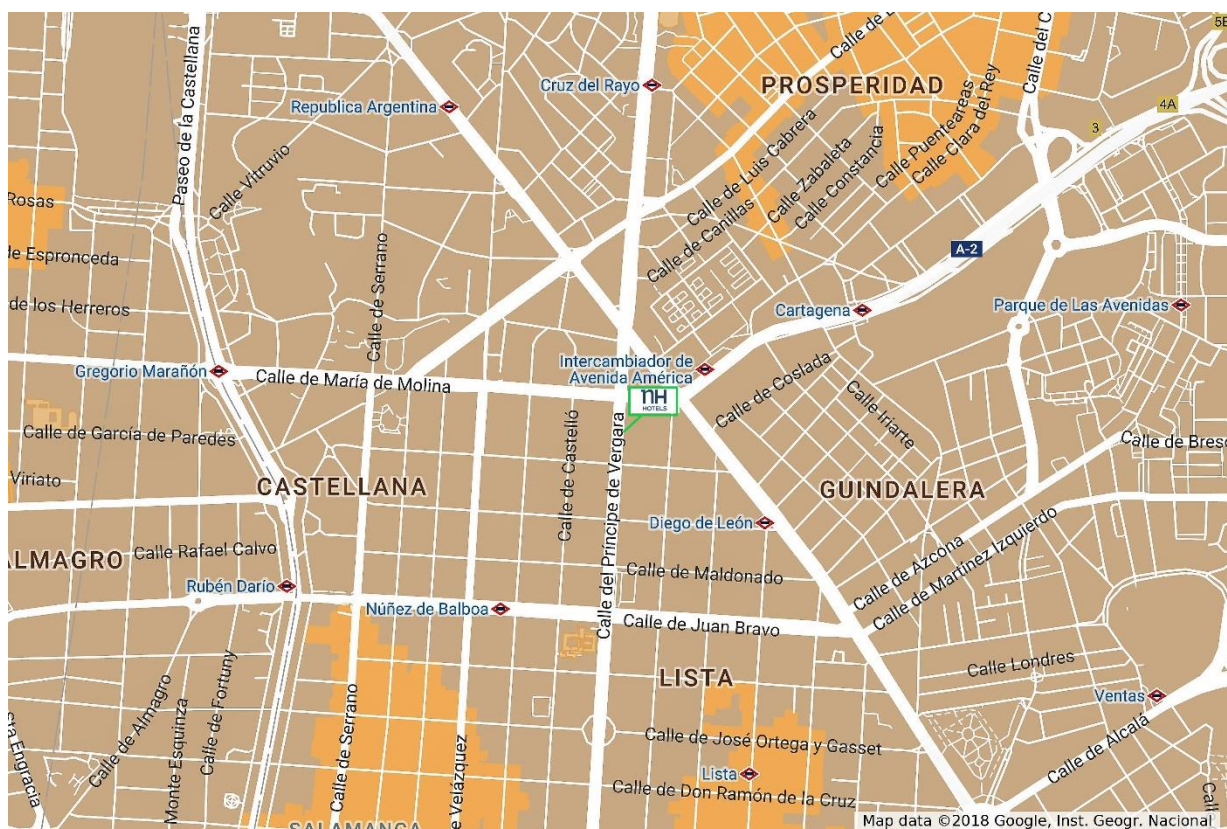 5B
Calle del C
Calle de
Paseo de la Castellana
Cruz del Rayo
PROSPERIDAD
4A
Republica Argentina
3
Calle Puenteareas
Calle Clara del Rey
Calle Vitruvio
Calle de Luis Cabrera
Calle Zabaleta
Calle Constancia
Rosas
Calle de Canillas
de Espronceda
Calle de Serrano
A-2
de los Herreros
Cartagena
Parque de Las Avenidas
Gregorio Marañón
Calle de María de Molina
Intercambiador de
Avenida América
nH
HOTELS
Calle de Coslada
Calle Iriarte
Calle de García de Paredes
Calle de Castelló
Calle del Príncipe de Vergara
Calle de Bresc
Viriato
CASTELLANA
GUINDALERA
Diego de León
ALMAGRO
Calle Rafael Calvo
Calle de Maldonado
Calle de Azcona
Calle de Martínez Izquierdo
Rubén Darío
Núñez de Balboa
Calle de Juan Bravo
Calle Londres
LISTA
Ventas
Calle de Almagro
Calle de Fortuny
Monte Esquinza
Calle de Serrano
e Velázquez
Sta Engracia
Calle de José Ortega y Gasset
Calle de Alcalá
Lista
Calle de Don Ramón de la Cruz
Call
SALAMANCA
Map data ©2018 Google, Inst. Geogr. Nacional